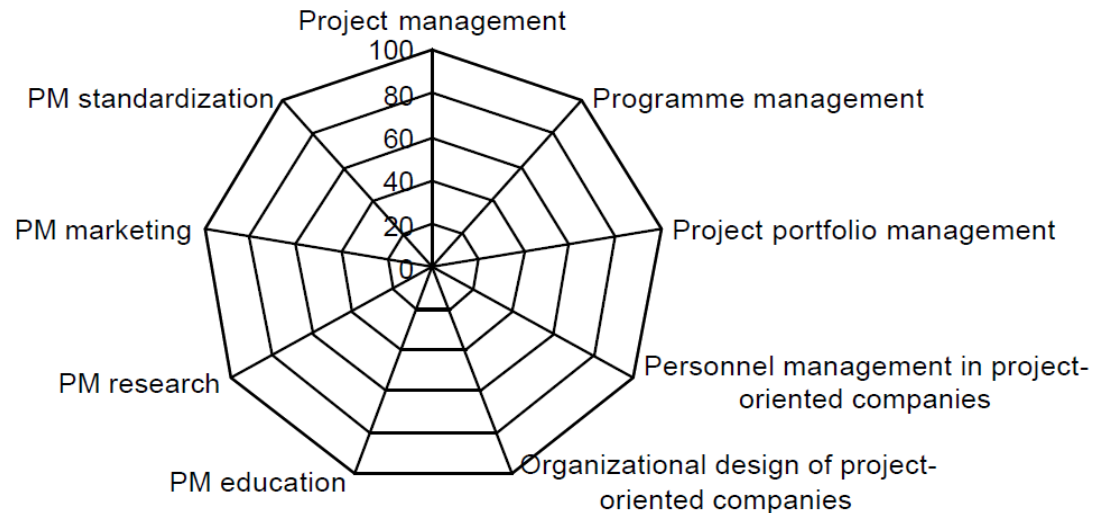 Project management
100
PM standardization
80
Programme management
60
40
20
PM marketing
Project portfolio management
0
Personnel management in project-
oriented companies
PM research
Organizational design of project-
oriented companies
PM education